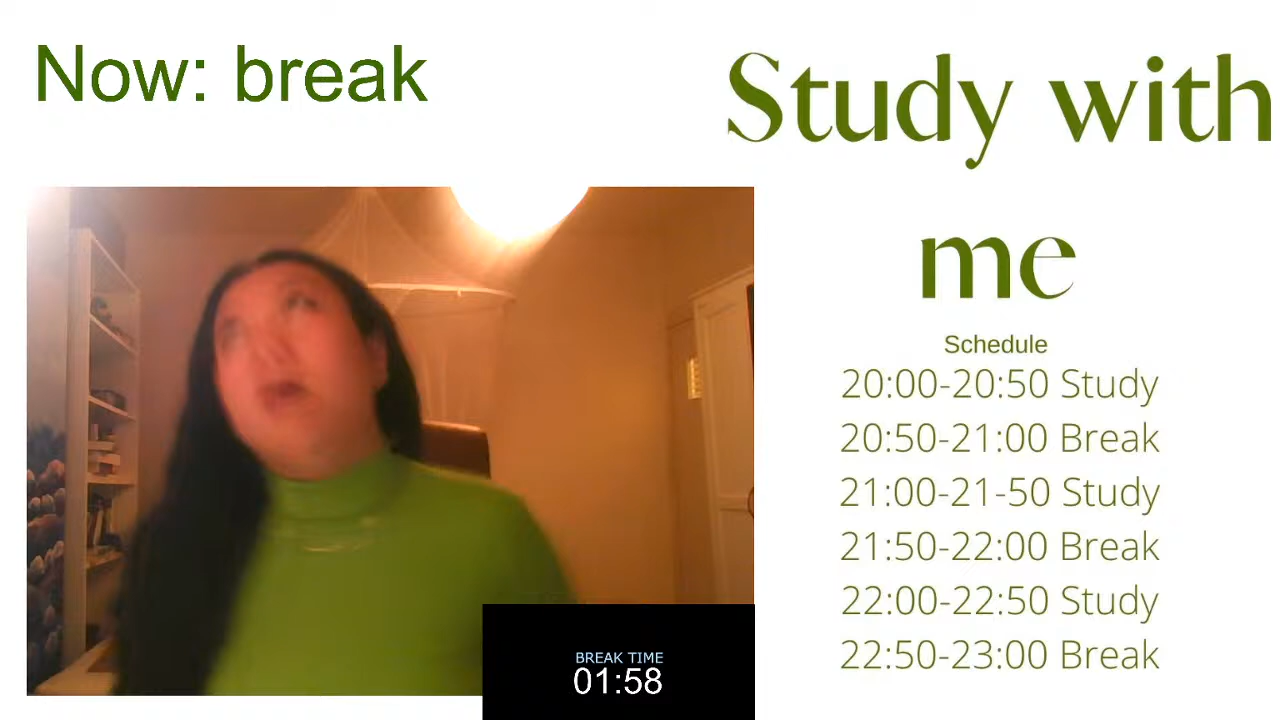 Now: break
Study with
me
Schedule
20:00-20:50 Study
20:50-21:00 Break
21:00-21-50 Study
21:50-22:00 Break
22:00-22:50 Study
22:50-23:00 Break
BREAK TIME
01:58